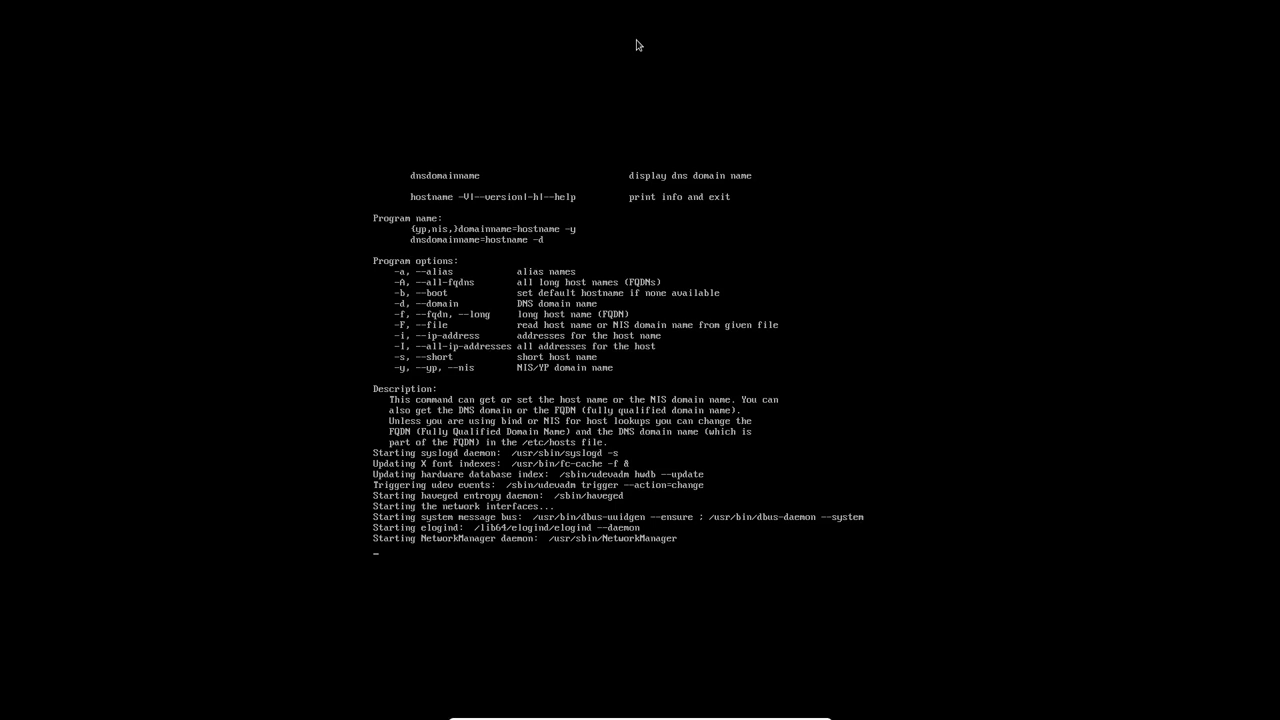 dnsdomainname display dns domain name
hostname -V|--version|-h|--help print info and exit
Program name:
{yp,nis,}domainname=hostname -y
dnsdomainname=hostname -d
Program options:
-a, --alias alias names
-A, --all-fqdns all long host names (FQDNs)
-b, --boot set default hostname if none available
-d, --domain DNS domain name
-f, --fqdn, --long long host name (FQDN)
-F, --file read host name or NIS domain name from given file
-i, --ip-address addresses for the host name
-I, --all-ip-addresses all addresses for the host
-s, --short short host name
-y, --yp, --nis NIS/YP domain name
Description:
This command can get or set the host name or the NIS domain name. You can
also get the DNS domain or the FQDN (fully qualified domain name).
Unless you are using bind or NIS for host lookups you can change the
FQDN (Fully Qualified Domain Name) and the DNS domain name (which is
part of the FQDN) in the /etc/hosts file.
Starting syslogd daemon: /usr/sbin/syslogd -s
Updating X font indexes: /usr/bin/fc-cache -f &
Updating hardware database index: /sbin/udevadm hwdb --update
Triggering udev events: /sbin/udevadm trigger --action=change
Starting haveged entropy daemon: /sbin/haveged
Starting the network interfaces...
Starting system message bus: /usr/bin/dbus-uuidgen --ensure ; /usr/bin/dbus-daemon --system
Starting elogind: /lib64/elogind/elogind --daemon
Starting NetworkManager daemon: /usr/sbin/NetworkManager